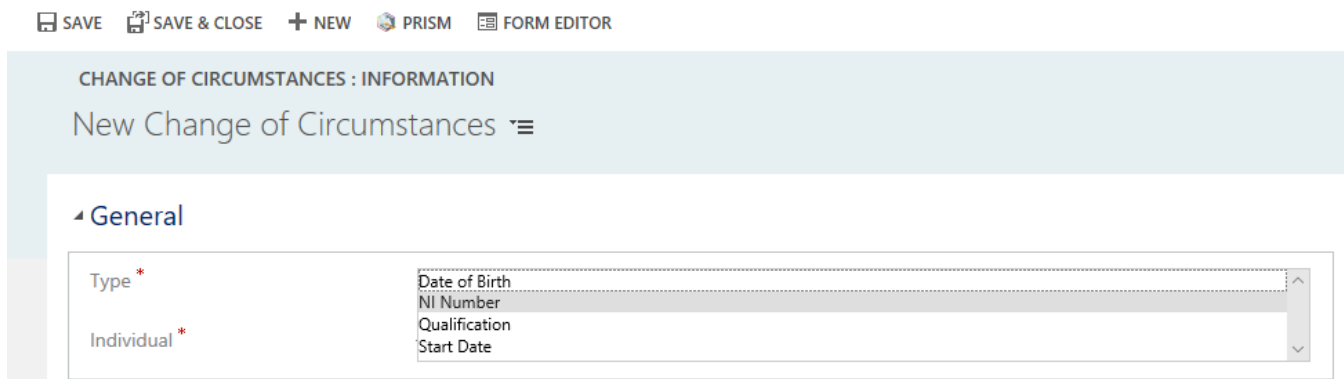 SAVE SAVE & CLOSE NEW PRISM FORM EDITOR
CHANGE OF CIRCUMSTANCES : INFORMATION
New Change of Circumstances
General
Type *
Date of Birth
NI Number
Individual *
Qualification
Start Date